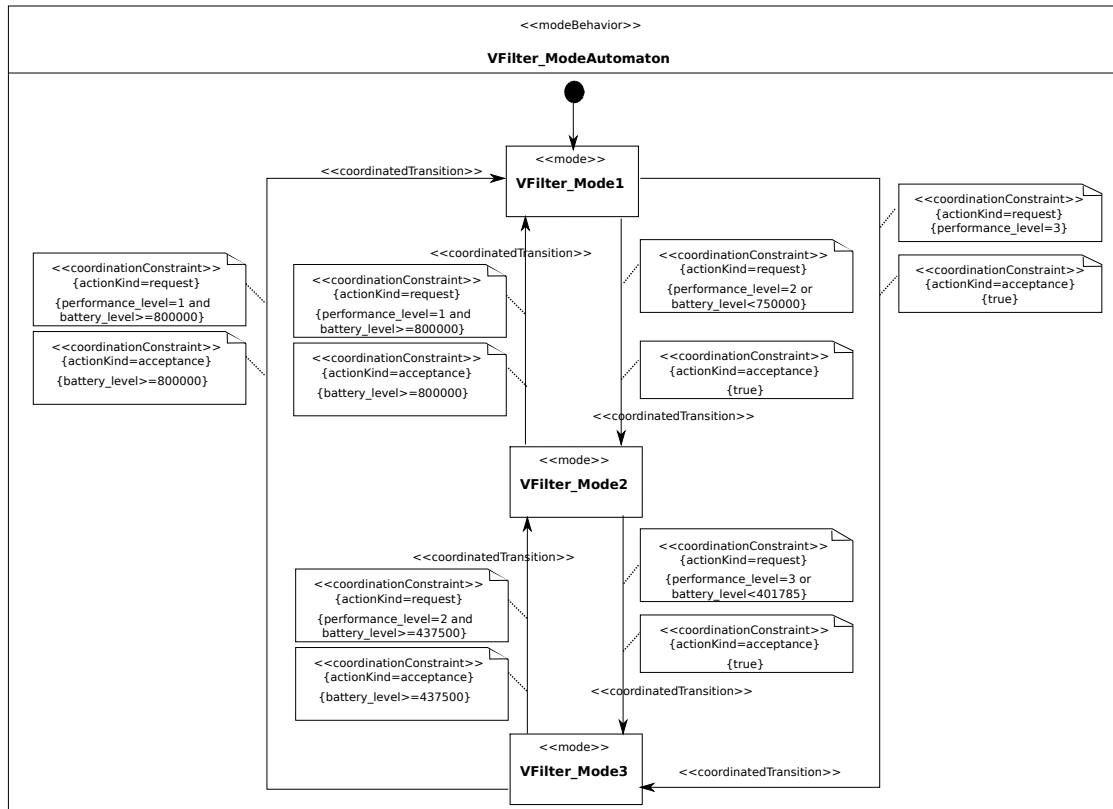 <<modeBehavior>>
VFilter_ModeAutomaton
<<mode>>
VFilter_Mode1
<<coordinatedTransition>>
<<coordinationConstraint>>
{actionKind=request}
{performance_level=3}
<<coordinationConstraint>>
{actionKind=acceptance}
{true}
<<coordinatedTransition>>
<<coordinationConstraint>>
{actionKind=request}
{performance_level=1 and
battery_level>=800000}
<<coordinationConstraint>>
{actionKind=acceptance}
{battery_level>=800000}
<<coordinationConstraint>>
{actionKind=request}
{performance_level=1 and
battery_level>=800000}
<<coordinationConstraint>>
{actionKind=acceptance}
{battery_level>=800000}
<<coordinationConstraint>>
{actionKind=request}
{performance_level=2 or
battery_level<750000}
<<coordinationConstraint>>
{actionKind=acceptance}
{true}
<<coordinatedTransition>>
<<mode>>
VFilter_Mode2
<<coordinatedTransition>>
<<coordinationConstraint>>
{actionKind=request}
{performance_level=3 or
battery_level<401785}
<<coordinationConstraint>>
{actionKind=request}
{performance_level=2 and
battery_level>=437500}
<<coordinationConstraint>>
{actionKind=acceptance}
{true}
<<coordinationConstraint>>
{actionKind=acceptance}
{battery_level>=437500}
<<coordinatedTransition>>
<<mode>>
VFilter_Mode3
<<coordinatedTransition>>